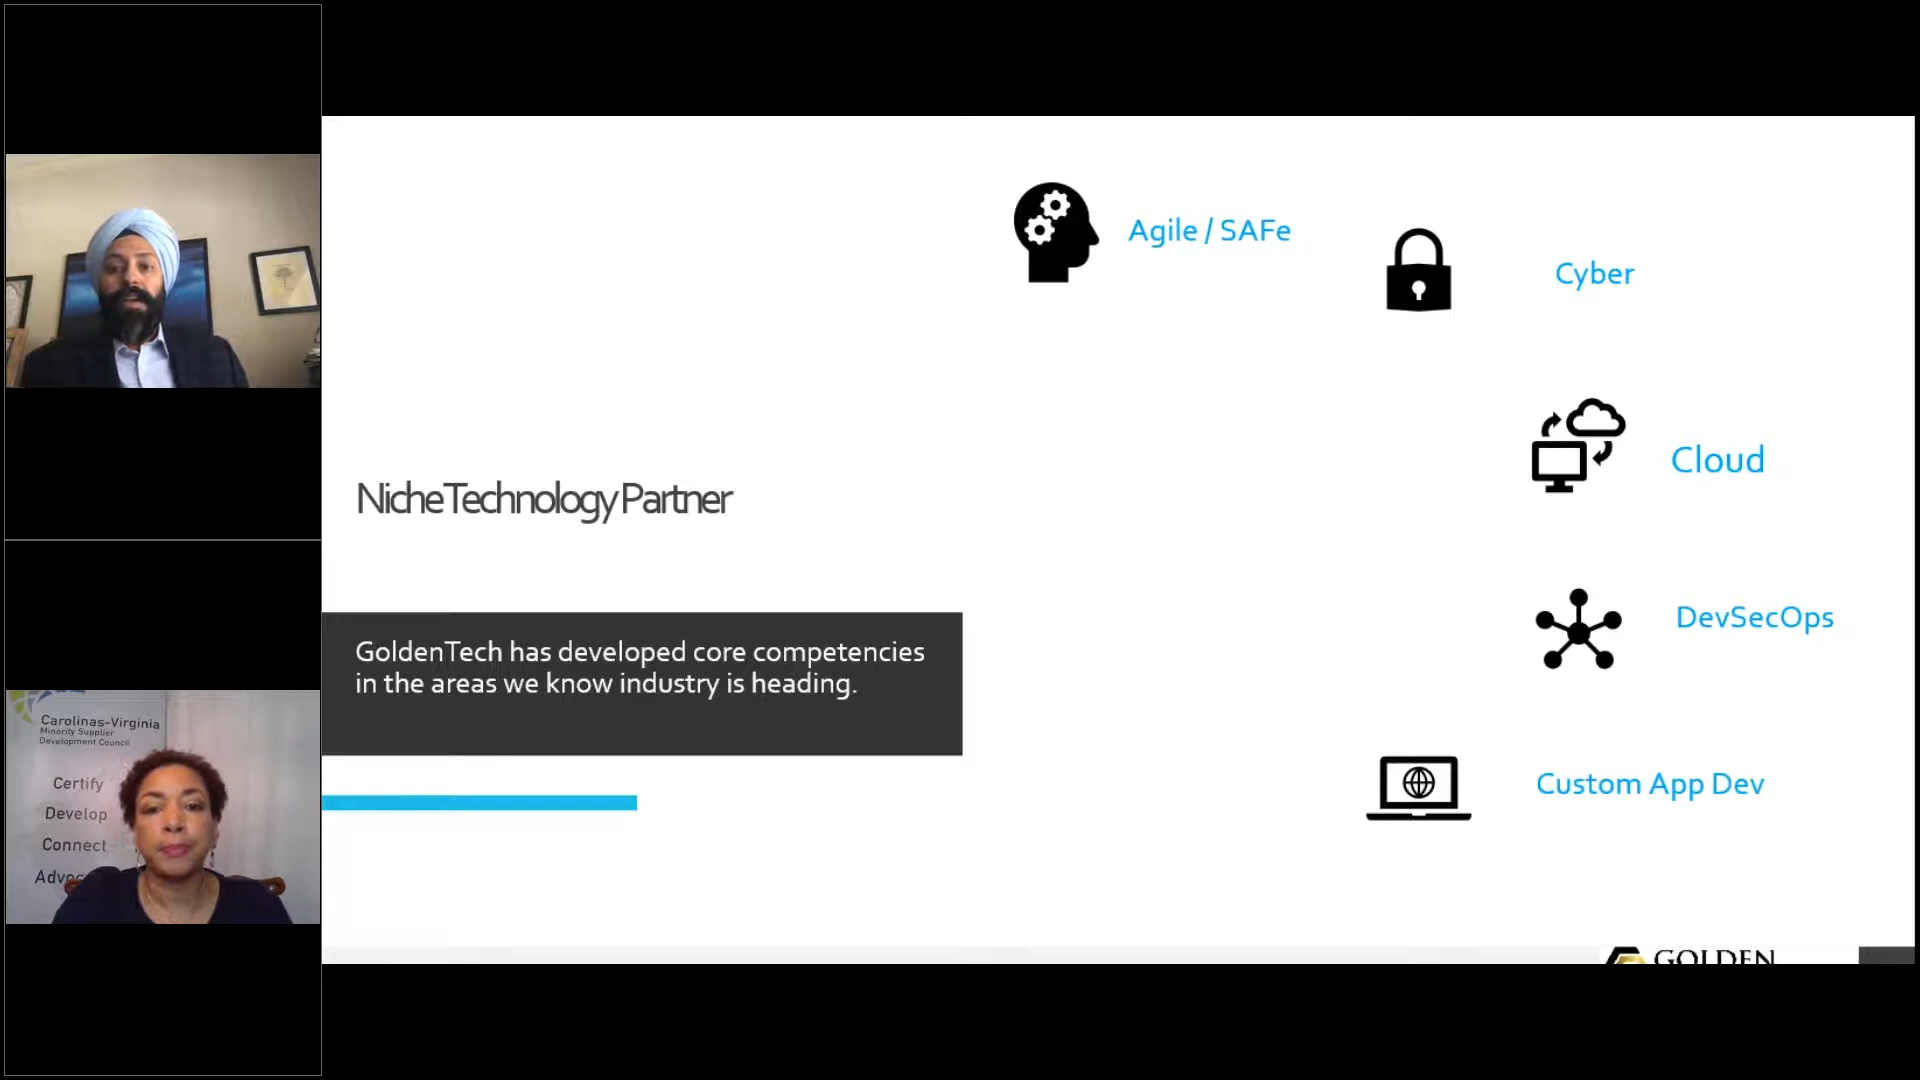 Niche Technology Partner
GoldenTech has developed core competencies
in the areas we know industry is heading.
Agile / SAFe
Cyber
Cloud
DevSecOps
Custom App Dev
GOLDEN
Carolinas-Virginia
Minority Supplier
Development Council
Certify
Develop
Connect